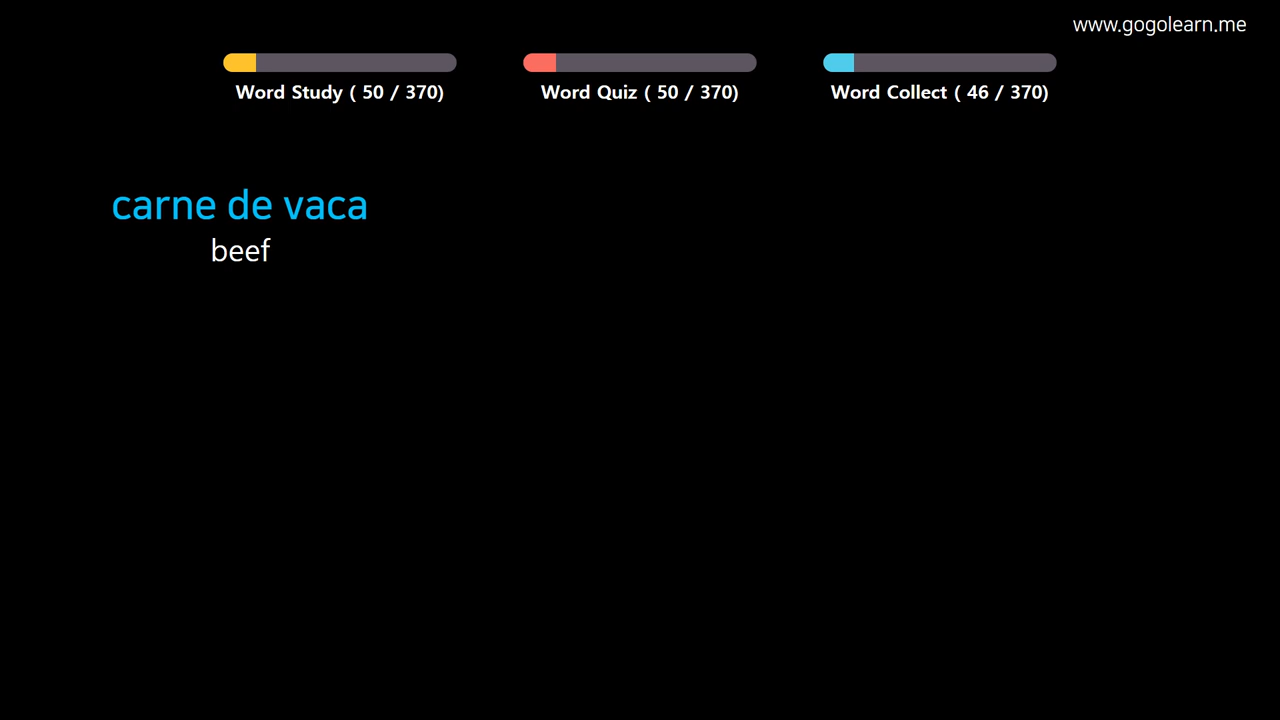 www.gogolearn.me
Word Study ( 50 / 370)
Word Quiz ( 50 / 370)
Word Collect ( 46 / 370)
carne de vaca
beef